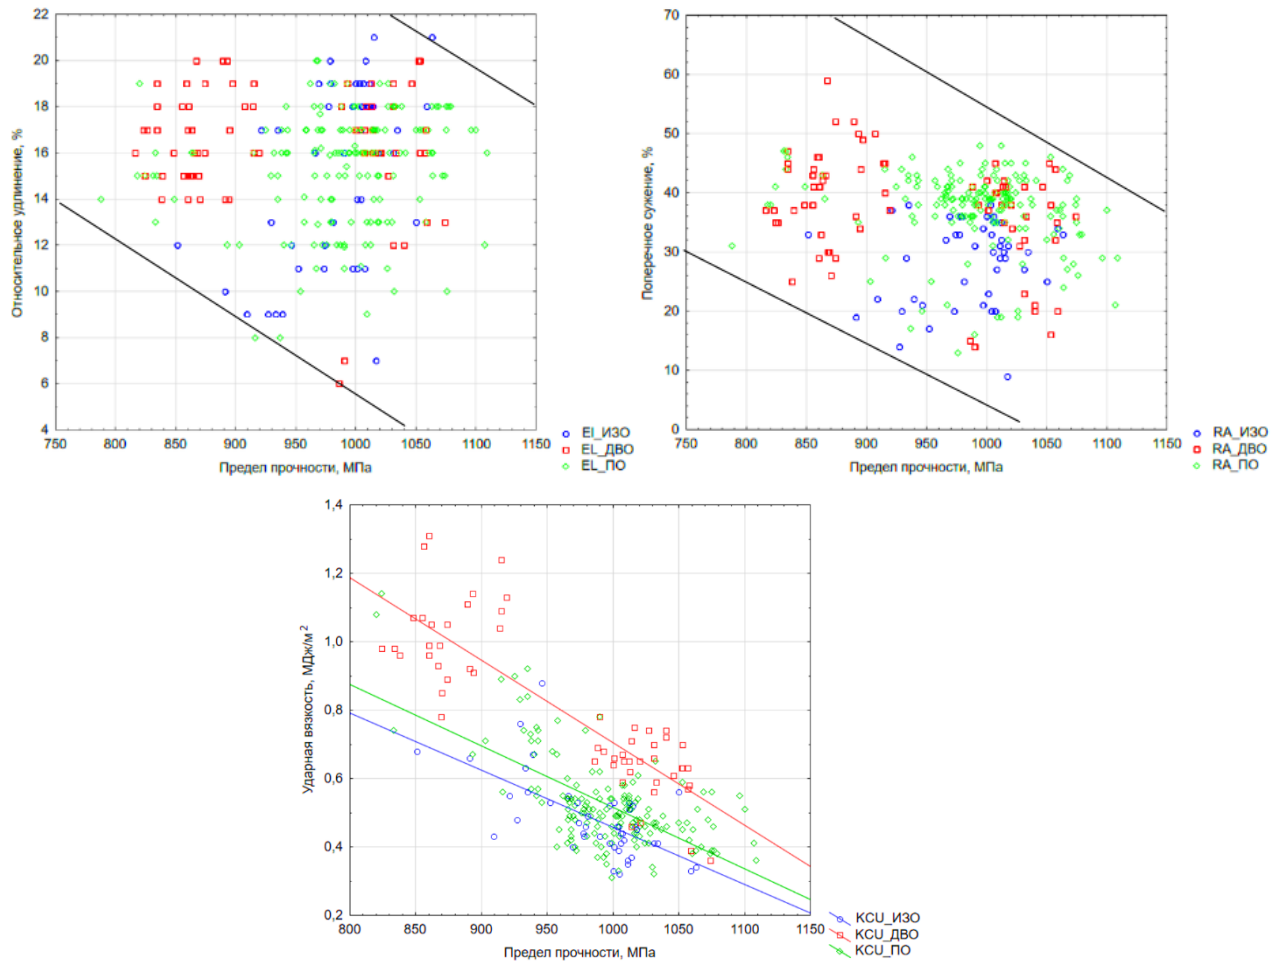 22
20
18
16
14
12
10
8
6
4
Относительное удлинение, %
750 800 850 900 950 1000 1050 1100 1150
Предел прочности, МПа
El_ИЗО
EL_ДВО
EL_ПО
70
60
50
40
30
20
10
0
Поперечное сужение, %
750 800 850 900 950 1000 1050 1100 1150
Предел прочности, МПа
RA_ИЗО
RA_ДВО
RA_ПО
1,4
1,2
1,0
0,8
0,6
0,4
0,2
Ударная вязкость, МДж/м²
800 850 900 950 1000 1050 1100 1150
Предел прочности, МПа
KCU_ИЗО
KCU_ДВО
KCU_ПО